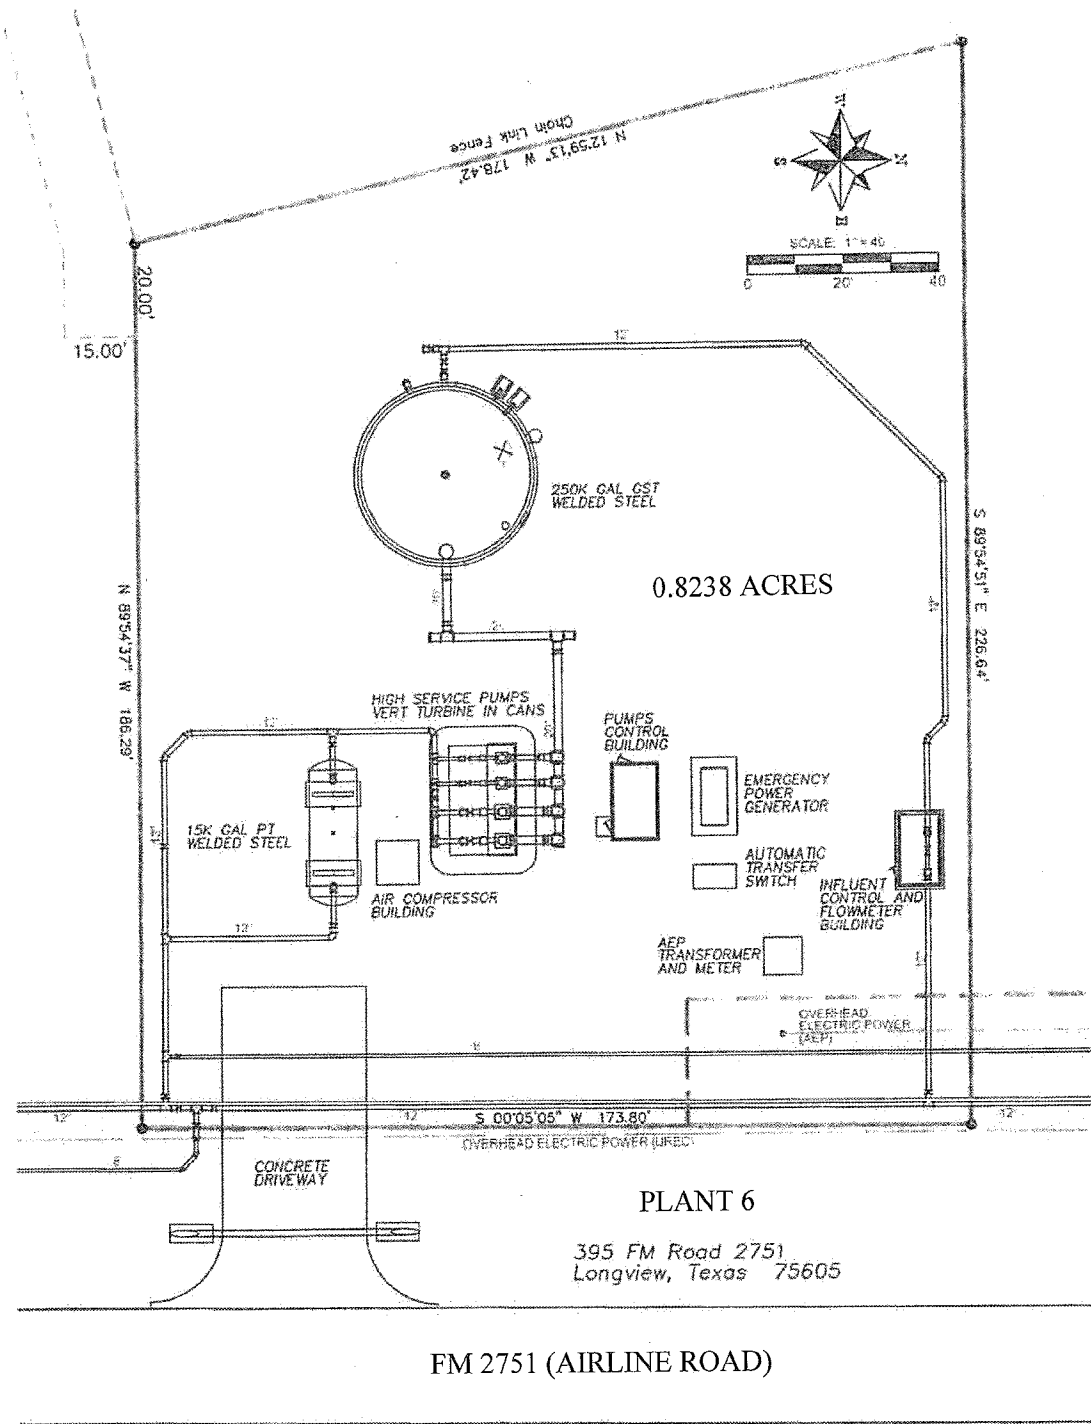 Chain Link Fence
N 12°59'13" W 178.42'
SCALE: 1"=40
0 20' 40
20.00'
15.00'
12"
250K GAL GST
WELDED STEEL
0.8238 ACRES
S 89°54'51" E 226.64'
N 89°54'37" W 186.29'
HIGH SERVICE PUMPS
VERT TURBINE IN CANS
12"
20"
PUMPS
CONTROL
BUILDING
EMERGENCY
POWER
GENERATOR
15K GAL PT
WELDED STEEL
12"
AUTOMATIC
TRANSFER
SWITCH
INFLUENT
CONTROL AND
FLOWMETER
BUILDING
AIR COMPRESSOR
BUILDING
12"
AEP
TRANSFORMER
AND METER
OVERHEAD
ELECTRIC POWER
(AEP)
12" 12" 12"
S 00°05'05" W 173.80'
OVERHEAD ELECTRIC POWER (UREC)
CONCRETE
DRIVEWAY
PLANT 6
395 FM Road 2751
Longview, Texas 75605
FM 2751 (AIRLINE ROAD)